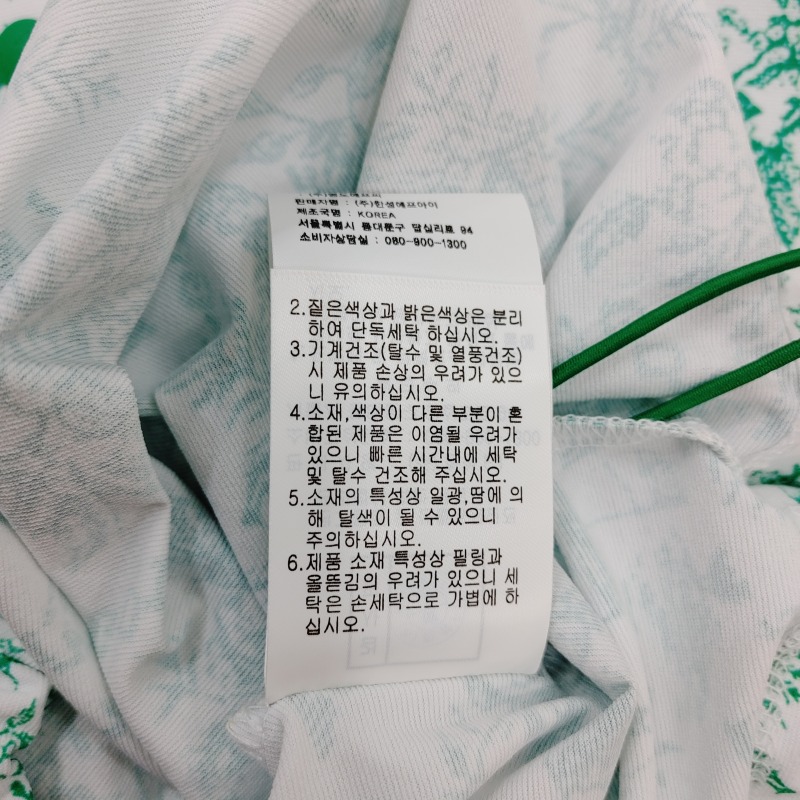 판매자명 : (주)한성에프아이
제조국명 : KOREA
서울특별시 동대문구 답십리로 94
소비자상담실 : 080-900-1300
2.짙은색상과 밝은색상은 분리
하여 단독세탁 하십시오.
3.기계건조(탈수 및 열풍건조)
시 제품 손상의 우려가 있으
니 유의하십시오.
4.소재,색상이 다른 부분이 혼
합된 제품은 이염될 우려가
있으니 빠른 시간내에 세탁
및 탈수 건조해 주십시오.
5.소재의 특성상 일광,땀에 의
해 탈색이 될 수 있으니
주의하십시오.
6.제품 소재 특성상 필링과
올뜯김의 우려가 있으니 세
탁은 손세탁으로 가볍에 하
십시오.